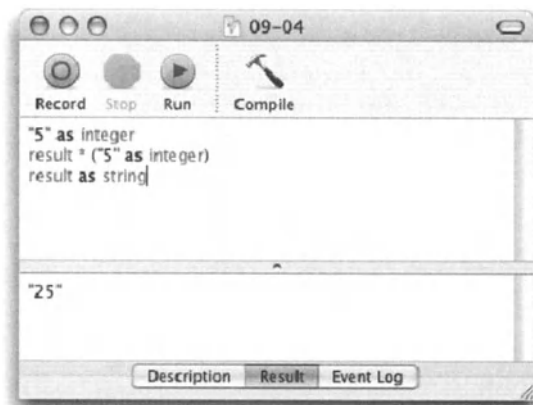 09-04
Record Stop Run Compile
"5" as integer
result * ("5" as integer)
result as string
"25"
Description Result Event Log